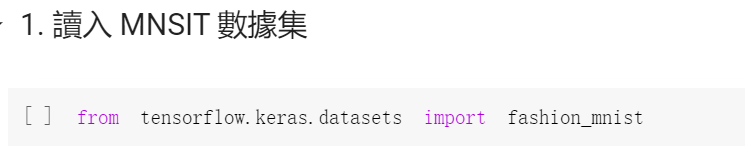 1. 讀入 MNSIT 數據集
[ ] from tensorflow.keras.datasets import fashion_mnist